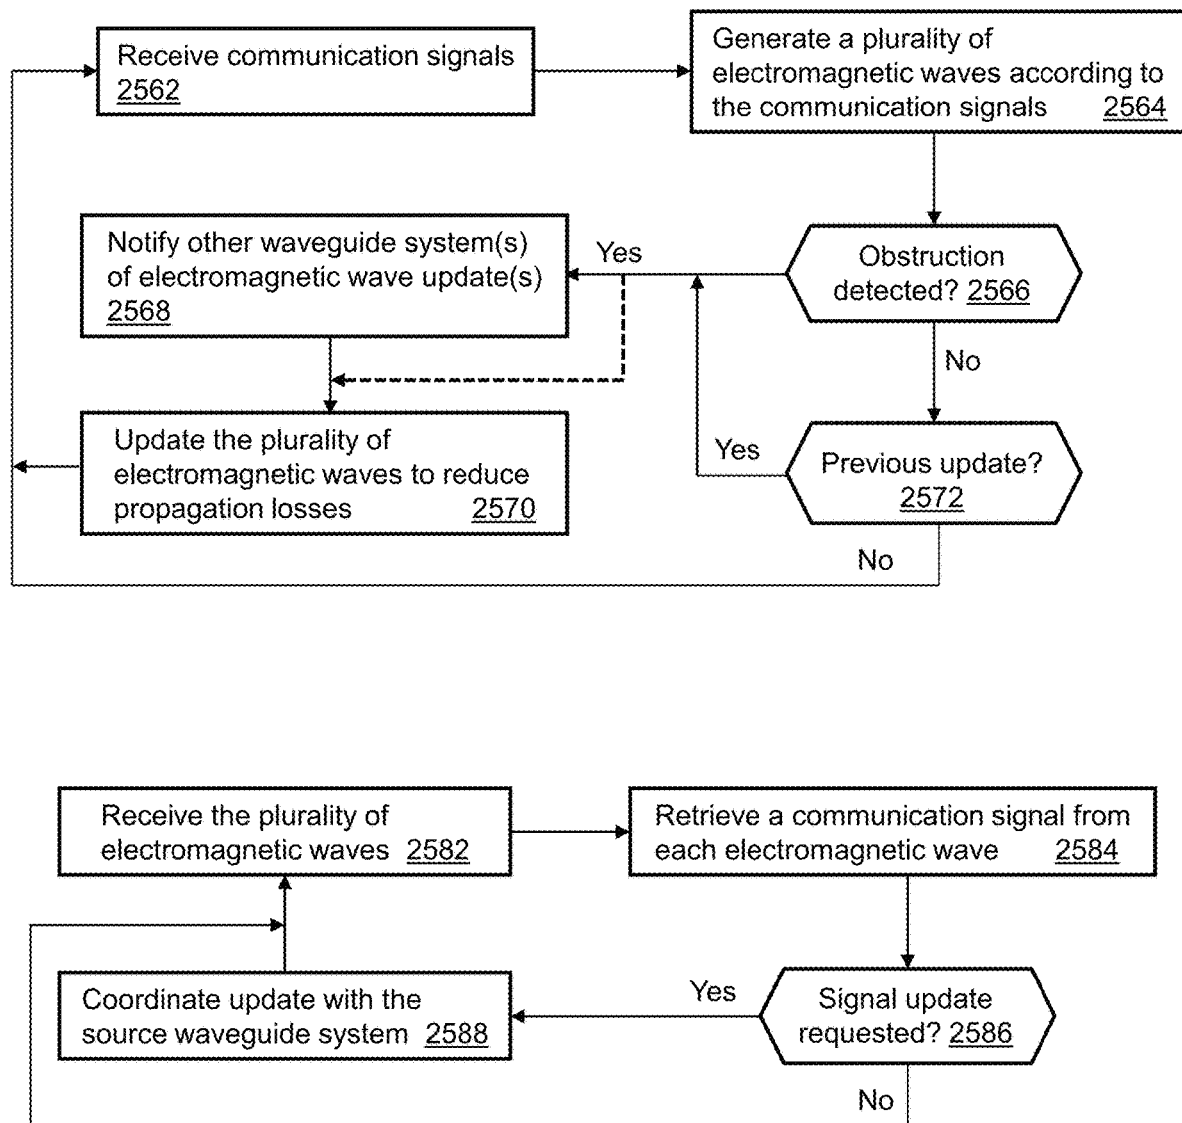 Receive communication signals
2562
Generate a plurality of
electromagnetic waves according to
the communication signals 2564
Notify other waveguide system(s)
of electromagnetic wave update(s)
2568
Yes
Obstruction
detected? 2566
No
Update the plurality of
electromagnetic waves to reduce
propagation losses 2570
Yes
Previous update?
2572
No
Receive the plurality of
electromagnetic waves 2582
Retrieve a communication signal from
each electromagnetic wave 2584
Coordinate update with the
source waveguide system 2588
Yes
Signal update
requested? 2586
No